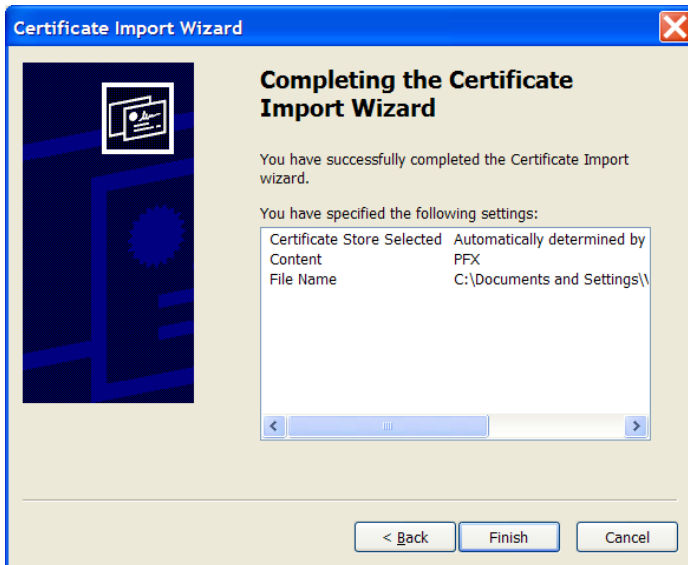 Certificate Import Wizard
Completing the Certificate
Import Wizard
You have successfully completed the Certificate Import
wizard.
You have specified the following settings:
Certificate Store Selected Automatically determined by
Content PFX
File Name C:\Documents and Settings\
< Back Finish Cancel